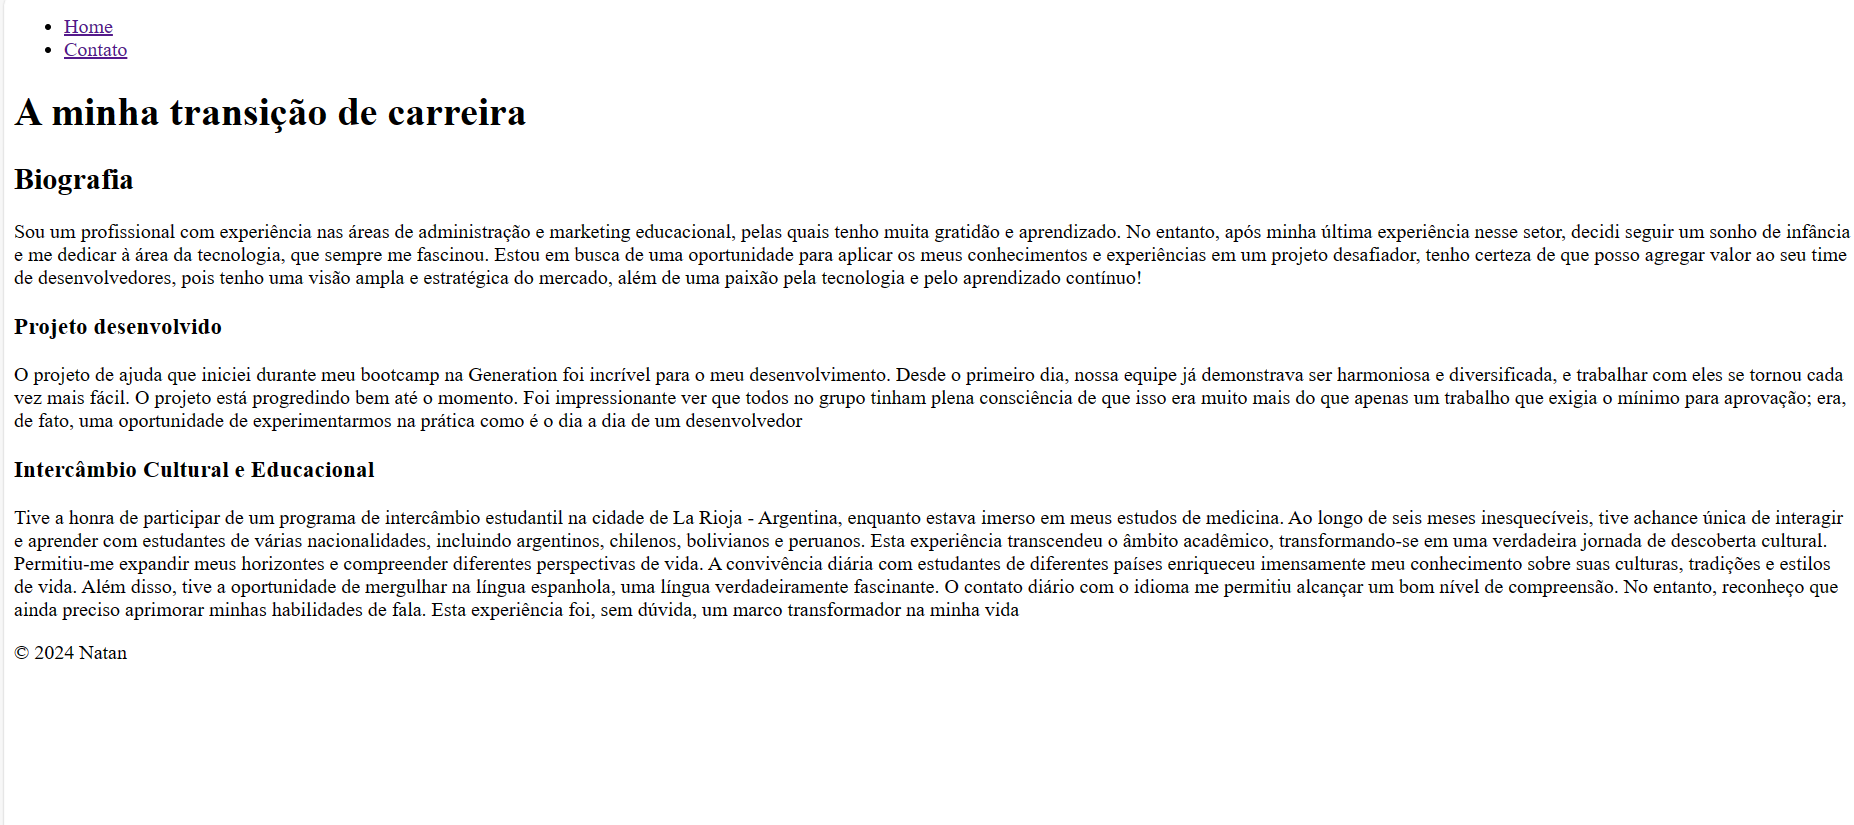 Home
Contato
A minha transição de carreira
Biografia
Sou um profissional com experiência nas áreas de administração e marketing educacional, pelas quais tenho muita gratidão e aprendizado. No entanto, após minha última experiência nesse setor, decidi seguir um sonho de infância
e me dedicar à área da tecnologia, que sempre me fascinou. Estou em busca de uma oportunidade para aplicar os meus conhecimentos e experiências em um projeto desafiador, tenho certeza de que posso agregar valor ao seu time
de desenvolvedores, pois tenho uma visão ampla e estratégica do mercado, além de uma paixão pela tecnologia e pelo aprendizado contínuo!
Projeto desenvolvido
O projeto de ajuda que iniciei durante meu bootcamp na Generation foi incrível para o meu desenvolvimento. Desde o primeiro dia, nossa equipe já demonstrava ser harmoniosa e diversificada, e trabalhar com eles se tornou cada
vez mais fácil. O projeto está progredindo bem até o momento. Foi impressionante ver que todos no grupo tinham plena consciência de que isso era muito mais do que apenas um trabalho que exigia o mínimo para aprovação; era,
de fato, uma oportunidade de experimentarmos na prática como é o dia a dia de um desenvolvedor
Intercâmbio Cultural e Educacional
Tive a honra de participar de um programa de intercâmbio estudantil na cidade de La Rioja - Argentina, enquanto estava imerso em meus estudos de medicina. Ao longo de seis meses inesquecíveis, tive achance única de interagir
e aprender com estudantes de várias nacionalidades, incluindo argentinos, chilenos, bolivianos e peruanos. Esta experiência transcendeu o âmbito acadêmico, transformando-se em uma verdadeira jornada de descoberta cultural.
Permitiu-me expandir meus horizontes e compreender diferentes perspectivas de vida. A convivência diária com estudantes de diferentes países enriqueceu imensamente meu conhecimento sobre suas culturas, tradições e estilos
de vida. Além disso, tive a oportunidade de mergulhar na língua espanhola, uma língua verdadeiramente fascinante. O contato diário com o idioma me permitiu alcançar um bom nível de compreensão. No entanto, reconheço que
ainda preciso aprimorar minhas habilidades de fala. Esta experiência foi, sem dúvida, um marco transformador na minha vida
© 2024 Natan